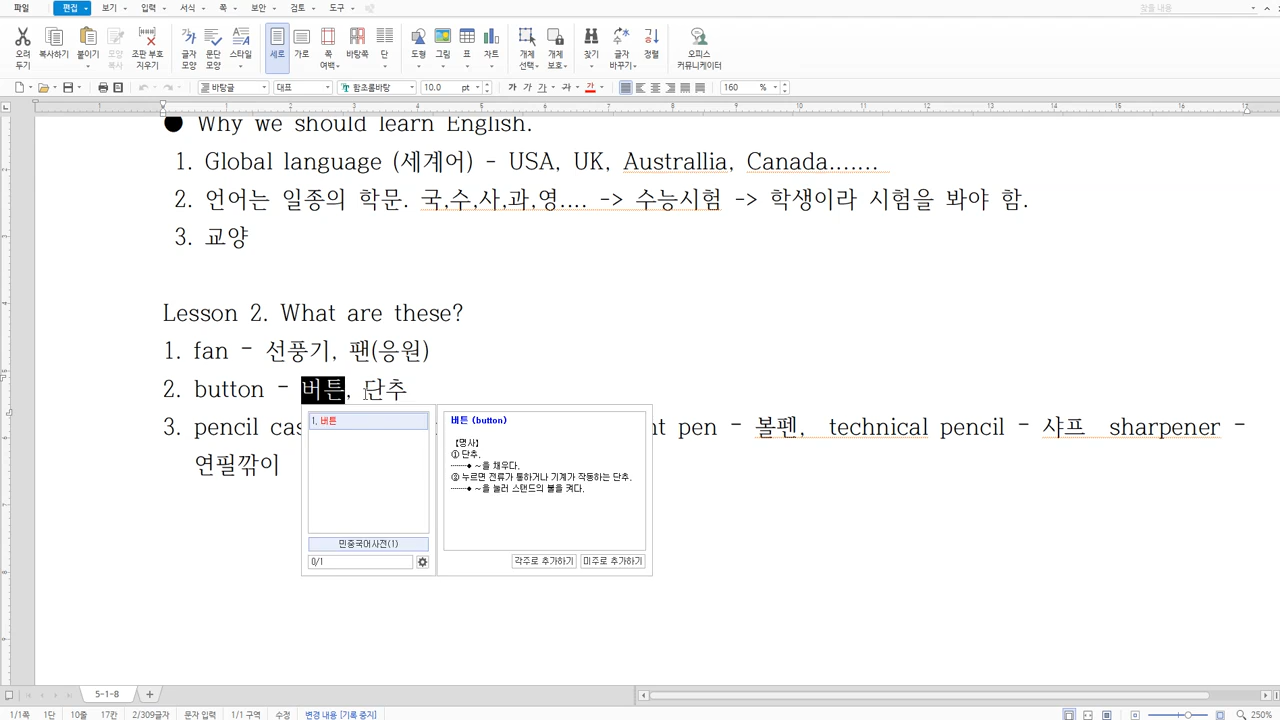 파일 편집 보기 입력 서식 쪽 보안 검토 도구 찾을 내용
오려 두기 복사하기 붙이기 모양 복사 조판 부호 지우기 글자 모양 문단 모양 스타일 세로 가로 쪽 여백 바탕쪽 단 도형 그림 표 차트 개체 선택 개체 보호 찾기 글자 바꾸기 정렬 오피스 커뮤니케이터
바탕글 대표 함초롬바탕 10.0 pt 가 가 가 가 가 160 %
● Why we should learn English.
1. Global language (세계어) - USA, UK, Australlia, Canada.......
2. 언어는 일종의 학문. 국,수,사,과,영.... -> 수능시험 -> 학생이라 시험을 봐야 함.
3. 교양
Lesson 2. What are these?
1. fan - 선풍기, 팬(응원)
2. button - 버튼, 단추
3. pencil cas nt pen - 볼펜, technical pencil - 샤프 sharpener -
연필깎이
1. 버튼
민중국어사전(1)
0/1
버튼 (button)
【명사】
① 단추.
~을 채우다.
② 누르면 전류가 통하거나 기계가 작동하는 단추.
~을 눌러 스탠드의 불을 켜다.
각주로 추가하기 미주로 추가하기
5-1-8
1/1쪽 1단 10줄 17칸 2/309글자 문자 입력 1/1 구역 수정 변경 내용 [기록 중지] 250%